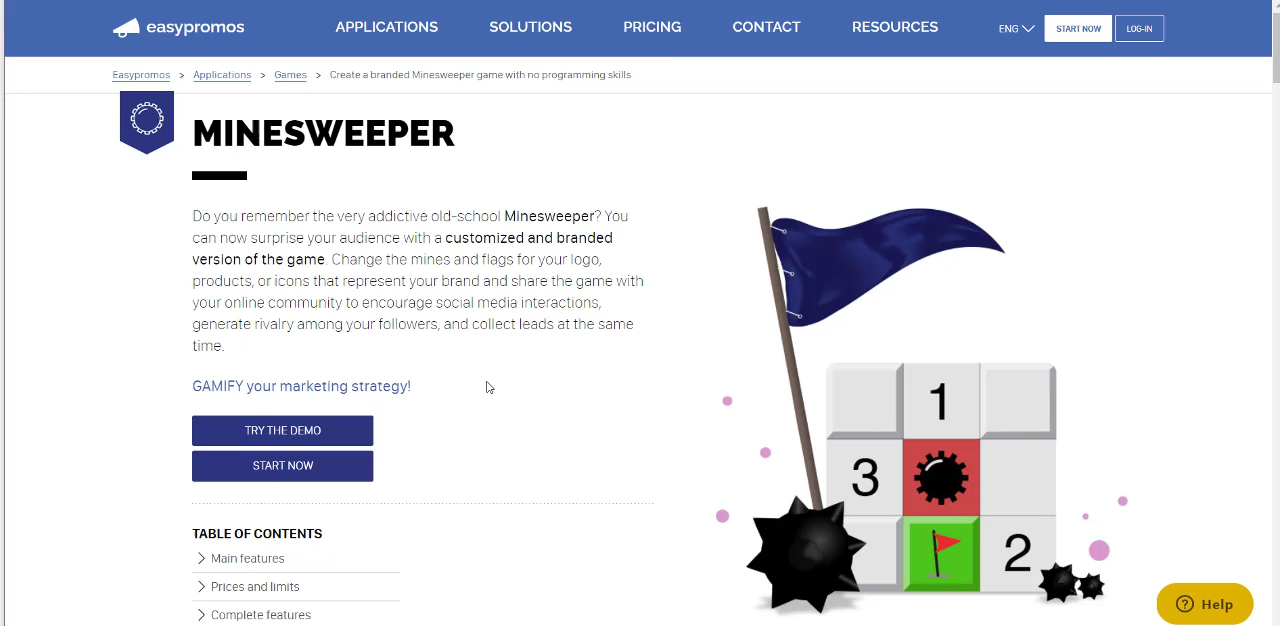 easypromos
APPLICATIONS
SOLUTIONS
PRICING
CONTACT
RESOURCES
ENG
START NOW
LOG-IN
Easypromos > Applications > Games > Create a branded Minesweeper game with no programming skills
MINESWEEPER
Do you remember the very addictive old-school Minesweeper? You
can now surprise your audience with a customized and branded
version of the game. Change the mines and flags for your logo,
products, or icons that represent your brand and share the game with
your online community to encourage social media interactions,
generate rivalry among your followers, and collect leads at the same
time.
GAMIFY your marketing strategy!
TRY THE DEMO
START NOW
TABLE OF CONTENTS
Main features
Prices and limits
Complete features
1
3
2
Help